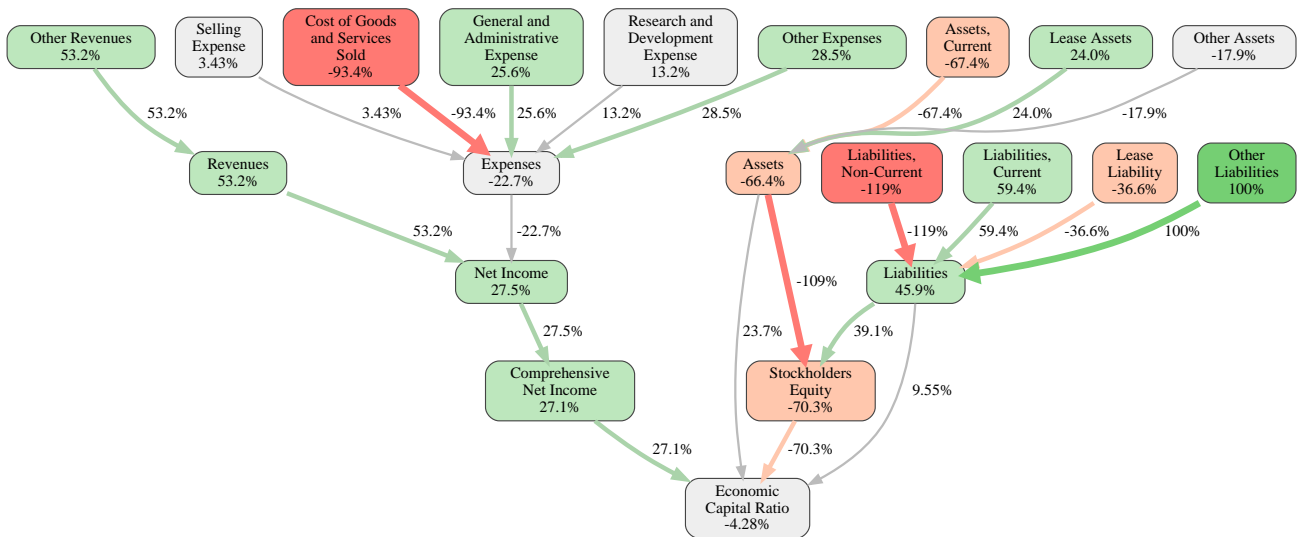 Other Revenues
53.2%
Selling
Expense
3.43%
Cost of Goods
and Services
Sold
-93.4%
General and
Administrative
Expense
25.6%
Research and
Development
Expense
13.2%
Other Expenses
28.5%
Assets,
Current
-67.4%
Lease Assets
24.0%
Other Assets
-17.9%
53.2%
3.43%
-93.4%
25.6%
13.2%
28.5%
-67.4%
24.0%
-17.9%
Revenues
53.2%
Expenses
-22.7%
Assets
-66.4%
Liabilities,
Non-Current
-119%
Liabilities,
Current
59.4%
Lease
Liability
-36.6%
Other
Liabilities
100%
53.2%
-22.7%
-119%
59.4%
-36.6%
100%
Net Income
27.5%
-109%
Liabilities
45.9%
27.5%
23.7%
39.1%
Comprehensive
Net Income
27.1%
Stockholders
Equity
-70.3%
9.55%
27.1%
-70.3%
Economic
Capital Ratio
-4.28%